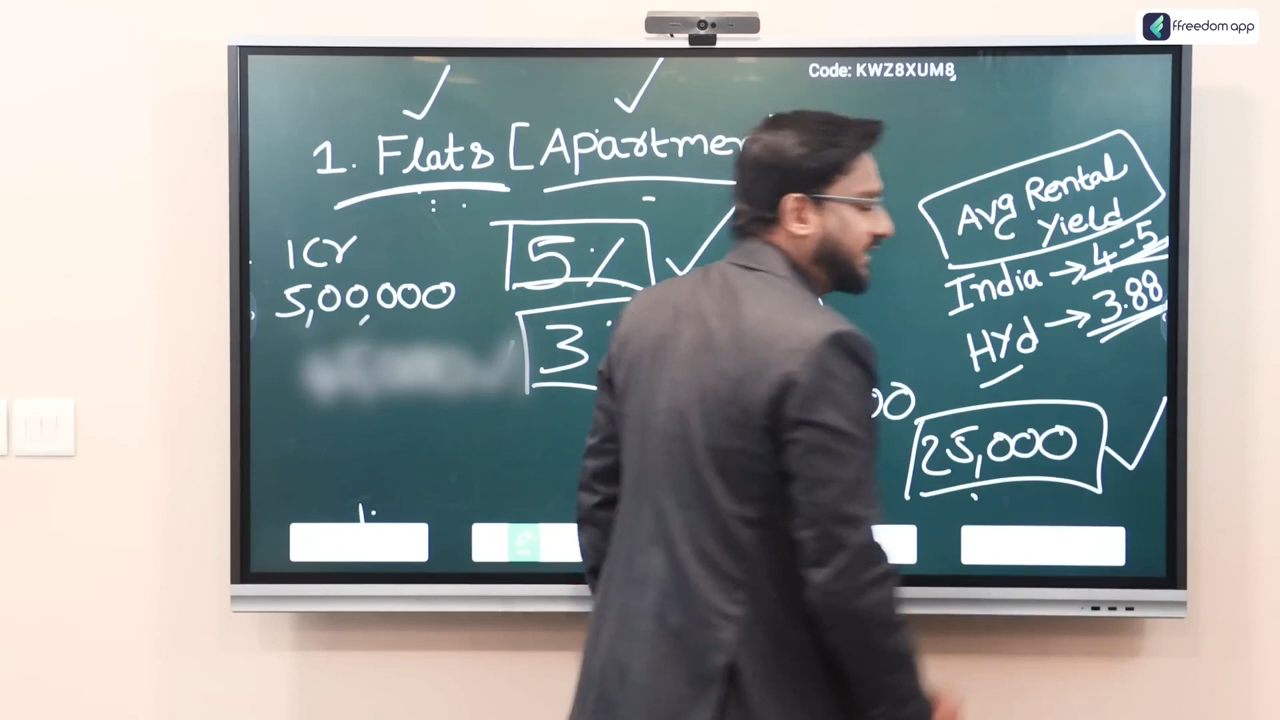 ffreedom app
Code: KWZ8XUM8
1. Flats [Apartmen
1Cr
5,00,000
5%
3
Avg Rental
Yield
India → 4-5
Hyd → 3.88
00
25,000